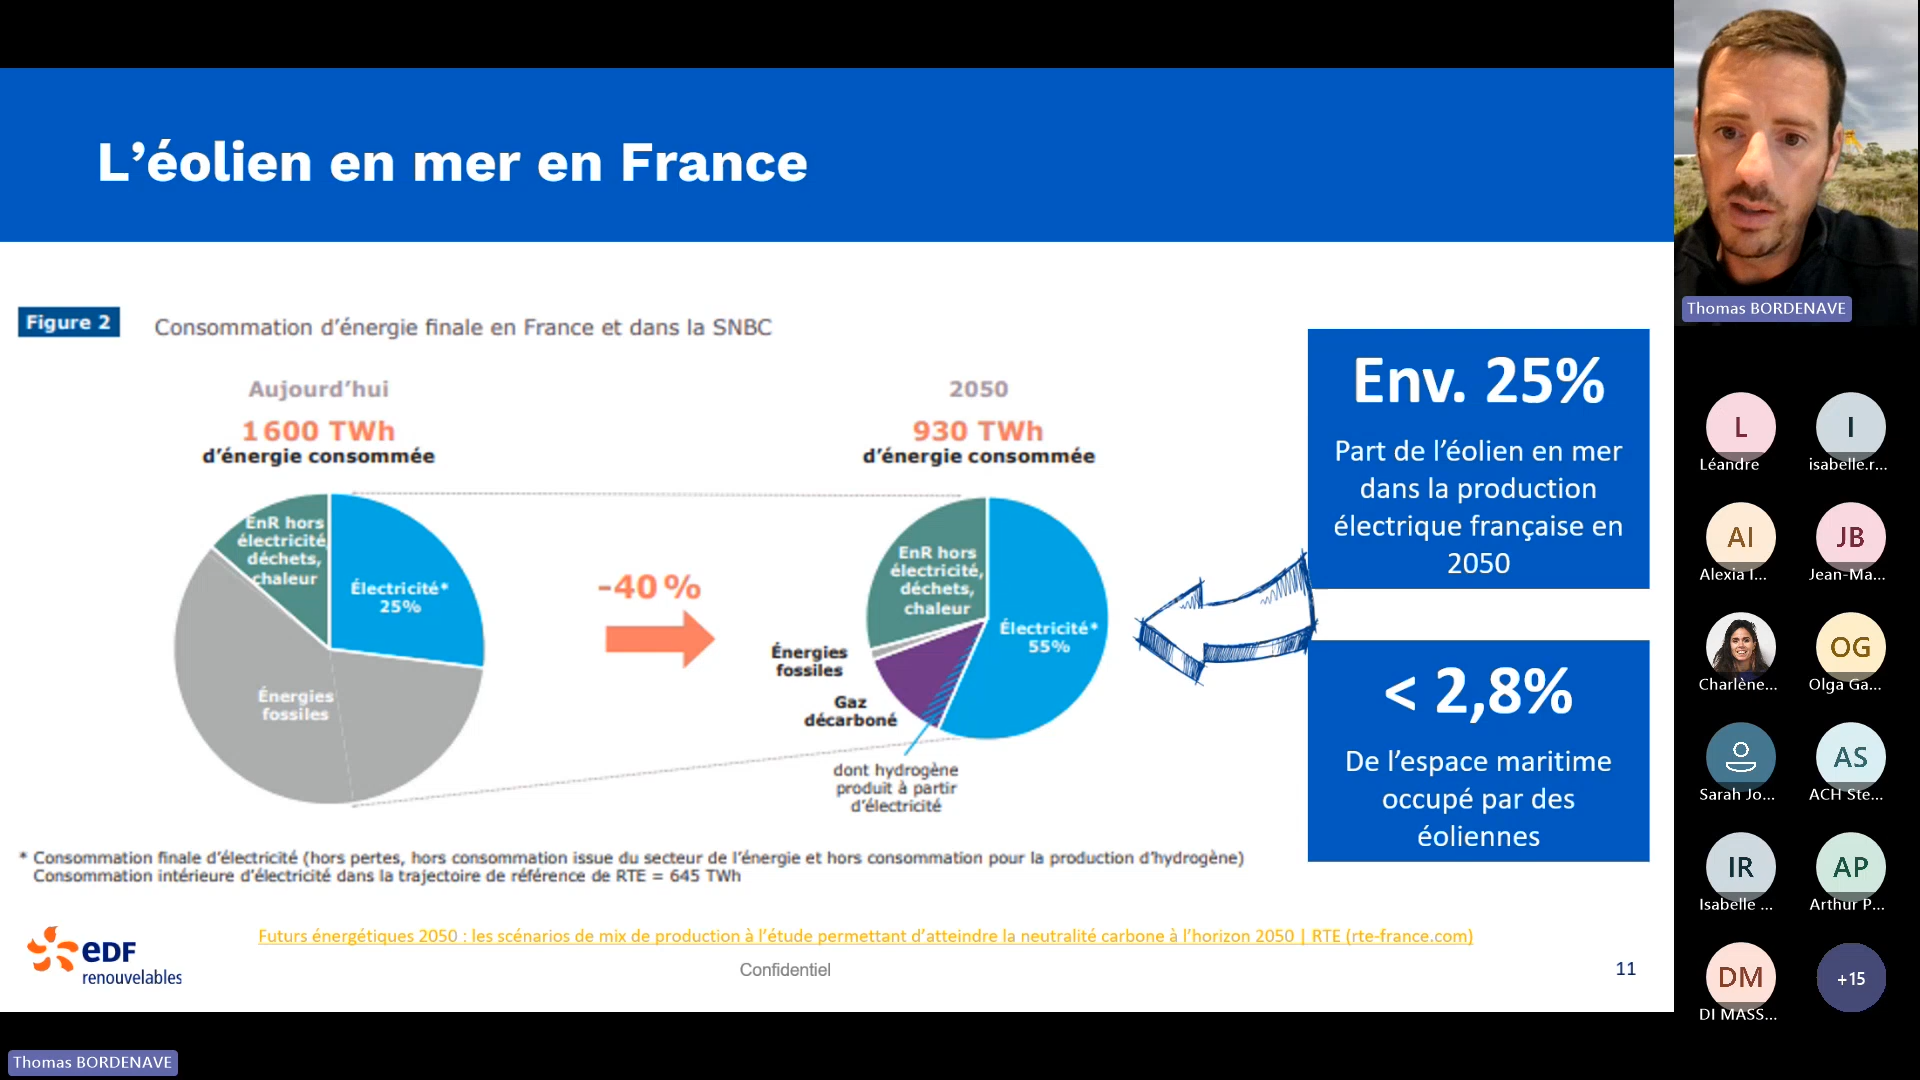 L’éolien en mer en France
Figure 2
Consommation d’énergie finale en France et dans la SNBC
Aujourd’hui
1 600 TWh
d’énergie consommée
EnR hors
électricité,
déchets,
chaleur
Électricité*
25%
Énergies
fossiles
-40 %
2050
930 TWh
d’énergie consommée
EnR hors
électricité,
déchets,
chaleur
Électricité*
55%
Énergies
fossiles
Gaz
décarboné
dont hydrogène
produit à partir
d’électricité
Env. 25%
Part de l’éolien en mer
dans la production
électrique française en
2050
< 2,8%
De l’espace maritime
occupé par des
éoliennes
* Consommation finale d’électricité (hors pertes, hors consommation issue du secteur de l’énergie et hors consommation pour la production d’hydrogène)
Consommation intérieure d’électricité dans la trajectoire de référence de RTE = 645 TWh
Futurs énergétiques 2050 : les scénarios de mix de production à l’étude permettant d’atteindre la neutralité carbone à l’horizon 2050 | RTE (rte-france.com)
eDF
renouvelables
Confidentiel
11
Thomas BORDENAVE
Thomas BORDENAVE
L
Léandre
I
isabelle.r...
AI
Alexia I...
JB
Jean-Ma...
Charlène...
OG
Olga Ga...
Sarah Jo...
AS
ACH Ste...
IR
Isabelle ...
AP
Arthur P...
DM
DI MASS...
+15